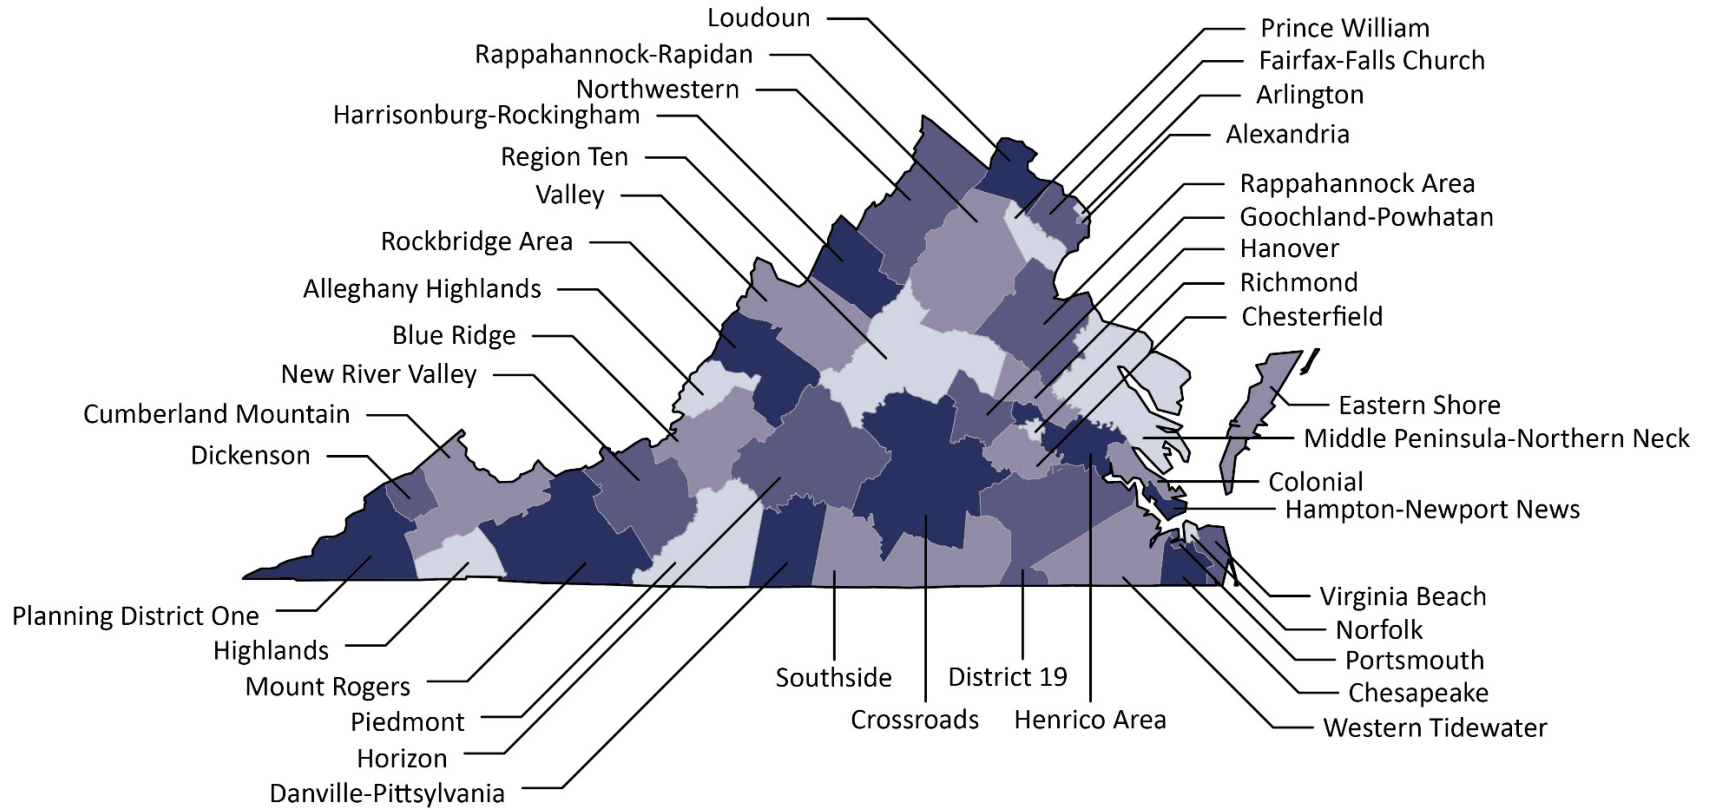 Loudoun
Rappahannock-Rapidan
Northwestern
Harrisonburg-Rockingham
Region Ten
Valley
Rockbridge Area
Alleghany Highlands
Blue Ridge
New River Valley
Cumberland Mountain
Dickenson
Planning District One
Highlands
Mount Rogers
Piedmont
Horizon
Danville-Pittsylvania
Southside
Crossroads
District 19
Henrico Area
Prince William
Fairfax-Falls Church
Arlington
Alexandria
Rappahannock Area
Goochland-Powhatan
Hanover
Richmond
Chesterfield
Eastern Shore
Middle Peninsula-Northern Neck
Colonial
Hampton-Newport News
Virginia Beach
Norfolk
Portsmouth
Chesapeake
Western Tidewater